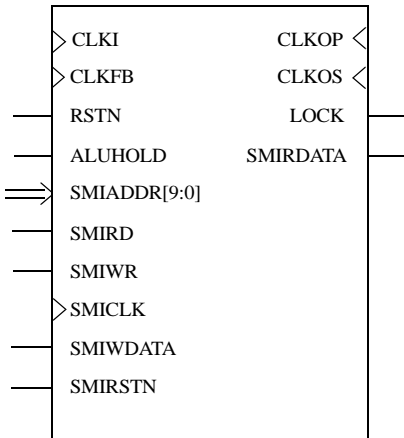 CLKI CLKOP
CLKFB CLKOS
RSTN LOCK
ALUHOLD SMIRDATA
SMIADDR[9:0]
SMIRD
SMIWR
SMICLK
SMIWDATA
SMIRSTN